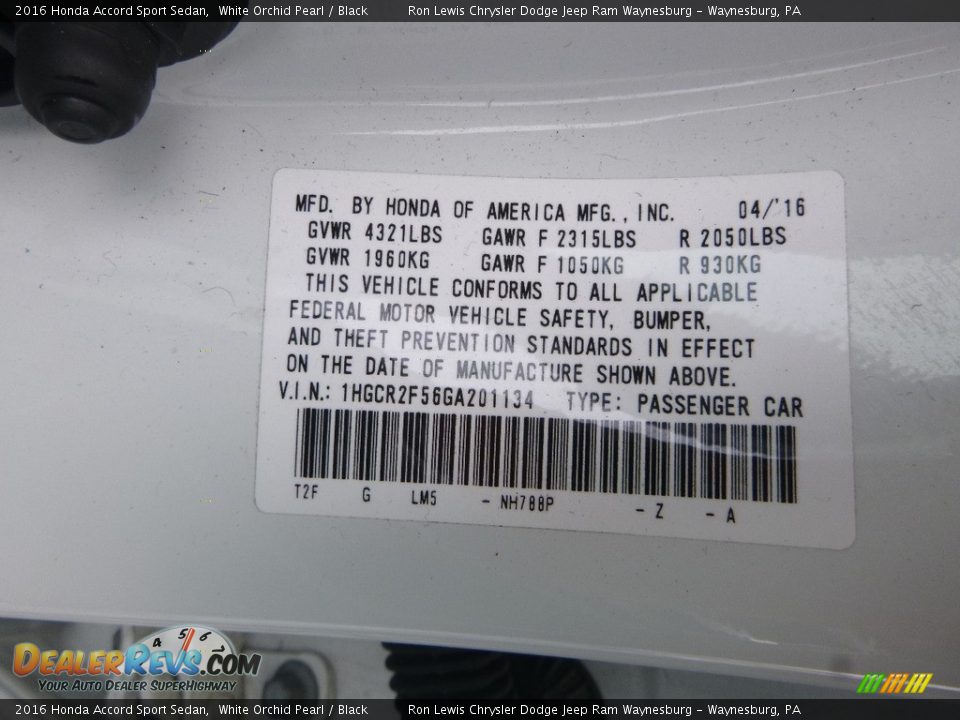 2016 Honda Accord Sport Sedan, White Orchid Pearl / Black Ron Lewis Chrysler Dodge Jeep Ram Waynesburg - Waynesburg, PA
MFD. BY HONDA OF AMERICA MFG., INC. 04/'16
GVWR 4321LBS GAWR F 2315LBS R 2050LBS
GVWR 1960KG GAWR F 1050KG R 930KG
THIS VEHICLE CONFORMS TO ALL APPLICABLE
FEDERAL MOTOR VEHICLE SAFETY, BUMPER,
AND THEFT PREVENTION STANDARDS IN EFFECT
ON THE DATE OF MANUFACTURE SHOWN ABOVE.
V.I.N.: 1HGCR2F56GA201134 TYPE: PASSENGER CAR
T2F G LM5 - NH788P - Z - A
4 5 6
DEALERREVS.COM
YOUR AUTO DEALER SUPERHIGHWAY
2016 Honda Accord Sport Sedan, White Orchid Pearl / Black Ron Lewis Chrysler Dodge Jeep Ram Waynesburg - Waynesburg, PA